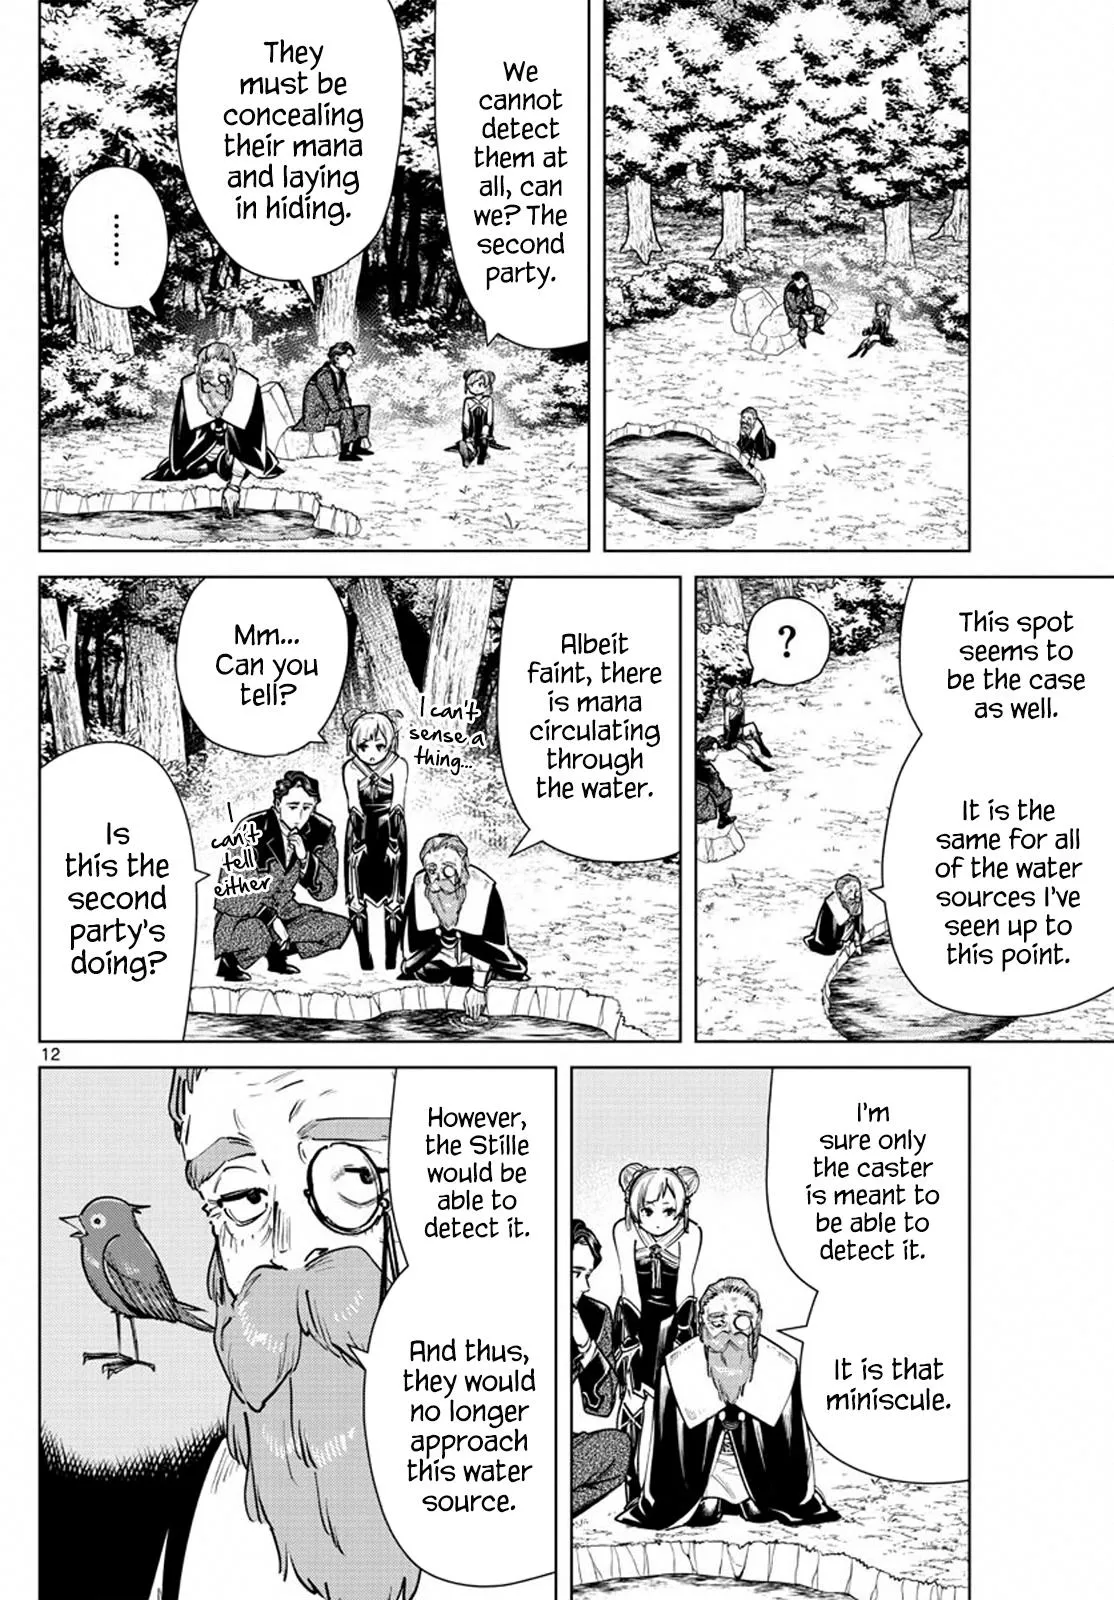 We
cannot
detect
them at
all, can
we? The
second
party.
They
must be
concealing
their mana
and laying
in hiding.
......
This spot
seems to
be the case
as well.
?
It is the
same for all
of the water
sources I've
seen up to
this point.
Albeit
faint, there
is mana
circulating
through
the water.
Mm...
Can you
tell?
I can't
sense a
thing...
I
can't
tell
either
Is
this the
second
party's
doing?
12
I'm
sure only
the caster
is meant to
be able to
detect it.
It is that
miniscule.
However,
the Stille
would be
able to
detect it.
And thus,
they would
no longer
approach
this water
source.